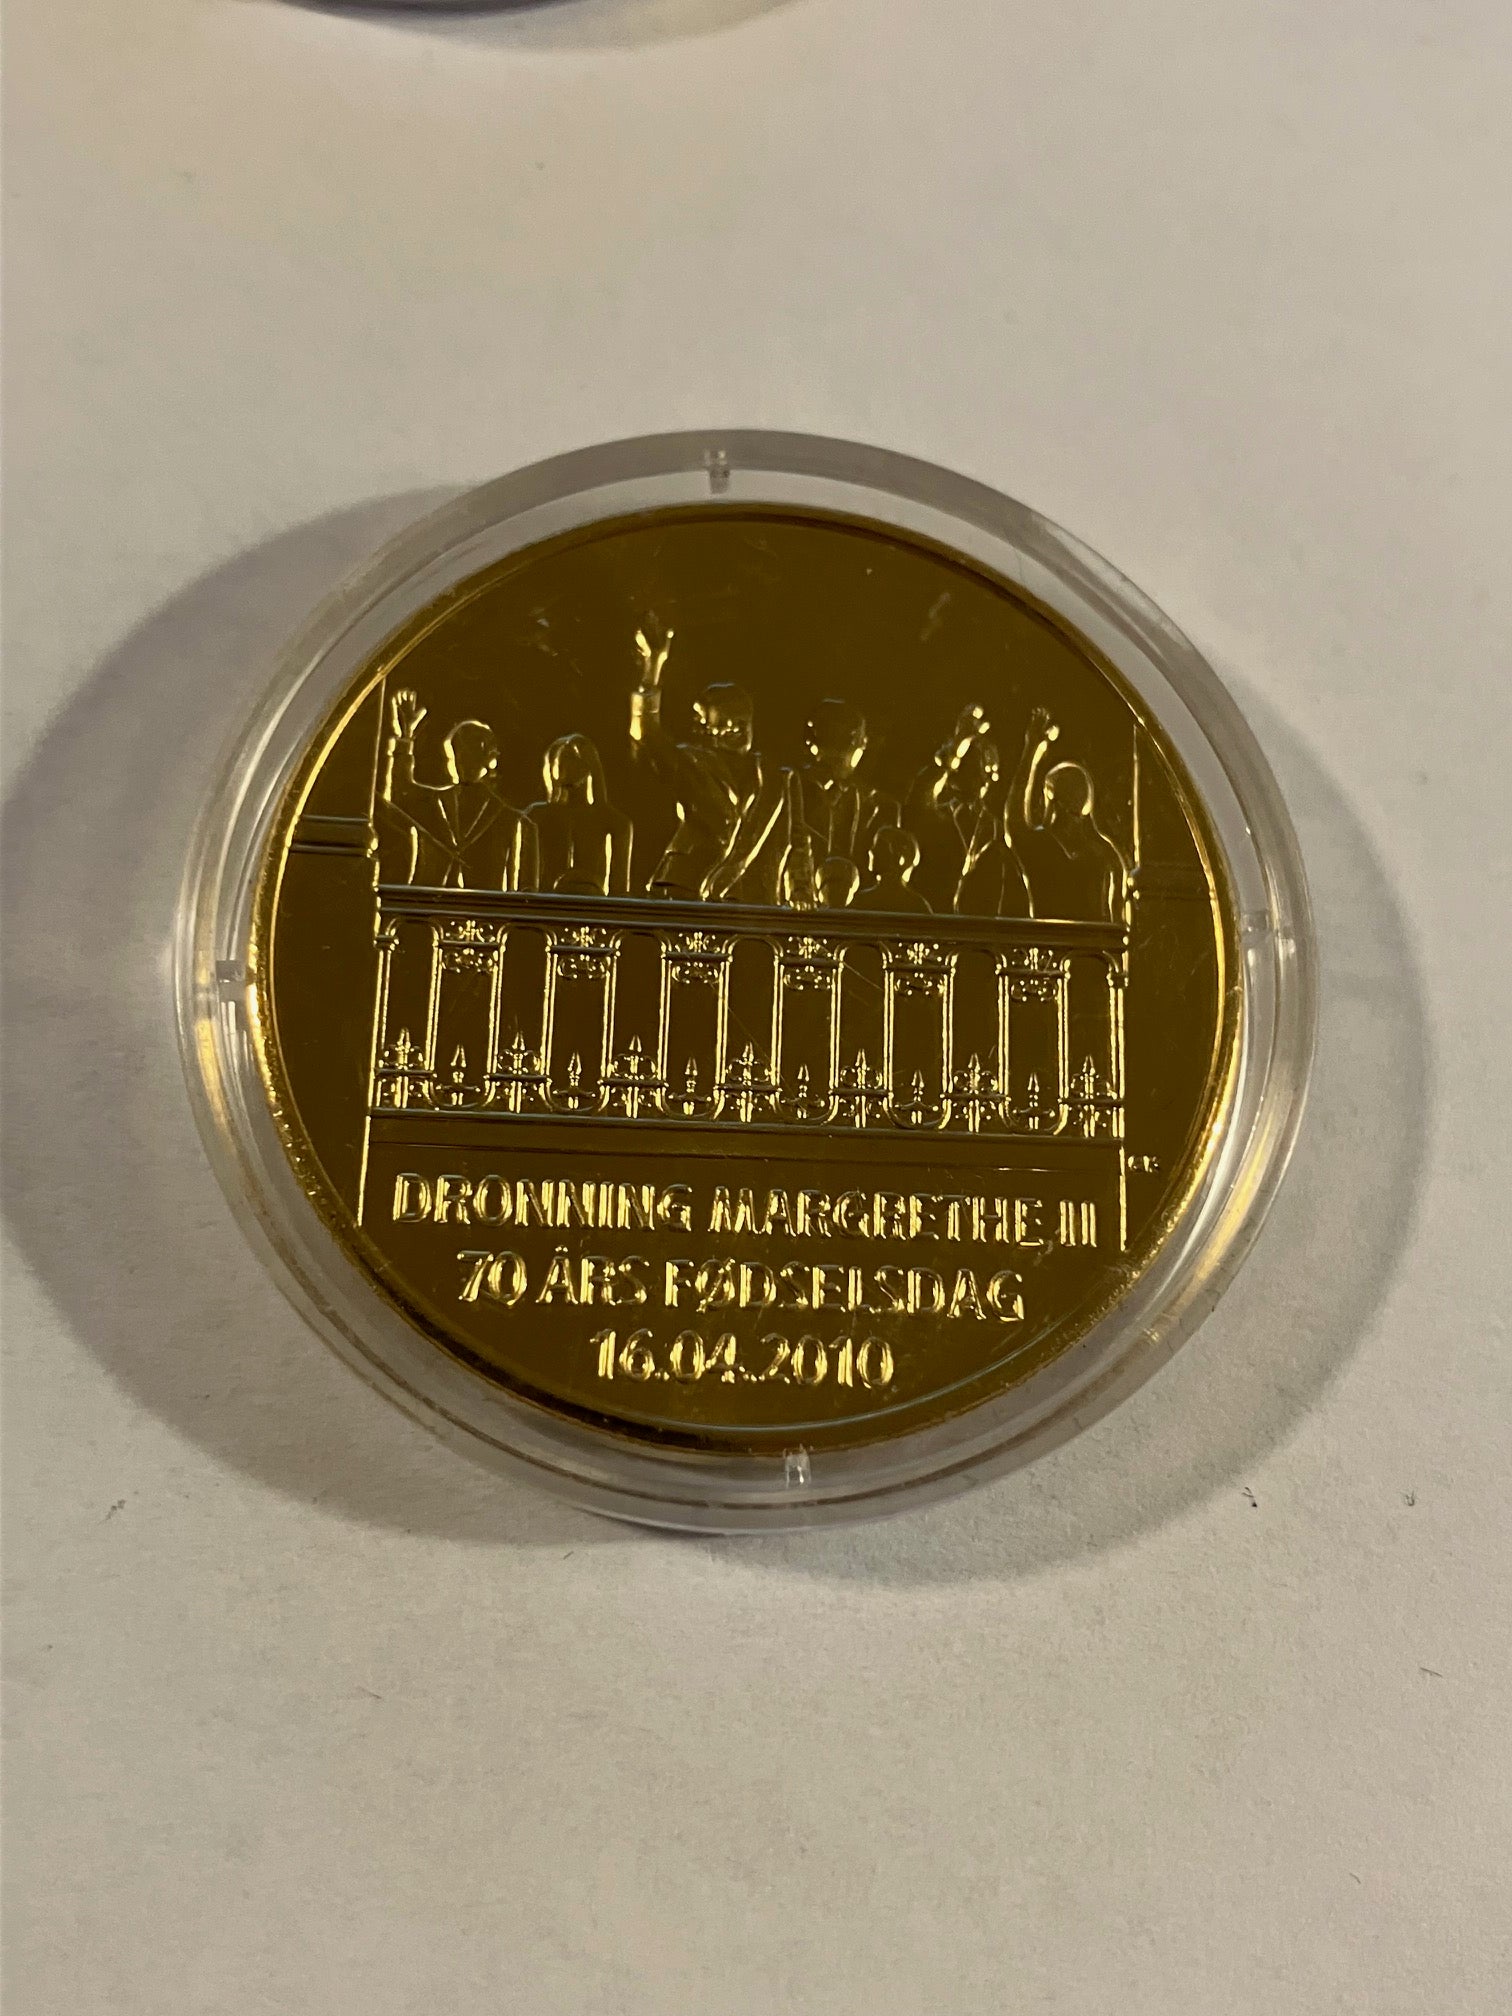 DRONNING MARGRETHE II
70 ÅRS FØDSELSDAG
16.04.2010